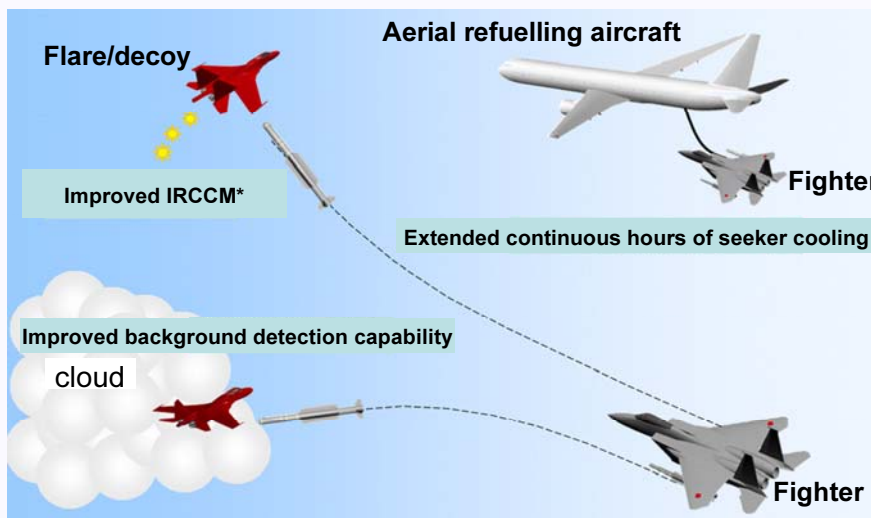 Aerial refuelling aircraft
Flare/decoy
Fighter
Improved IRCCM*
Extended continuous hours of seeker cooling
Improved background detection capability
cloud
Fighter